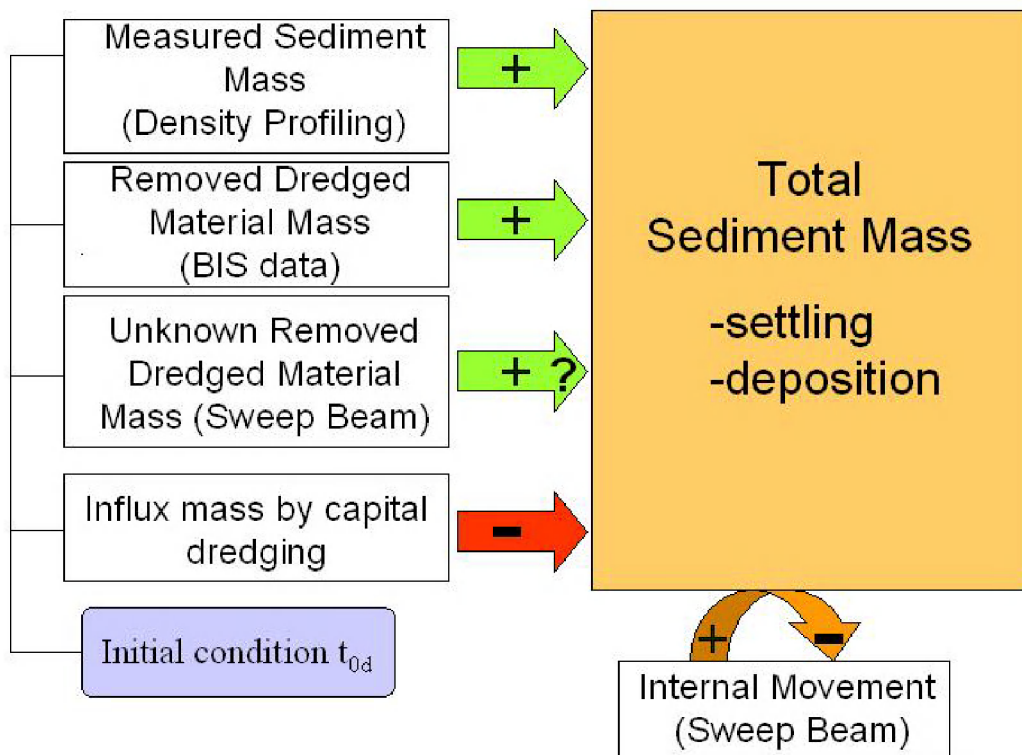 Measured Sediment
Mass
(Density Profiling)
+
Removed Dredged
Material Mass
(BIS data)
+
Unknown Removed
Dredged Material
Mass (Sweep Beam)
+ ?
Influx mass by capital
dredging
-
Initial condition t0d
Total
Sediment Mass
-settling
-deposition
+ -
Internal Movement
(Sweep Beam)